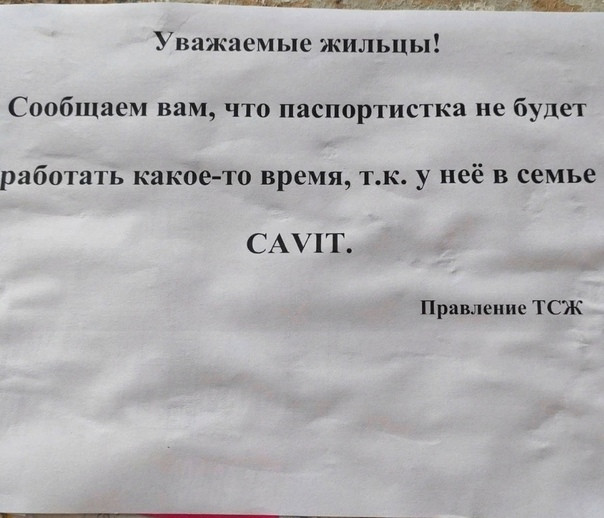 Уважаемые жильцы!
Сообщаем вам, что паспортистка не будет
работать какое-то время, т.к. у неё в семье
CAVIT.
Правление ТСЖ